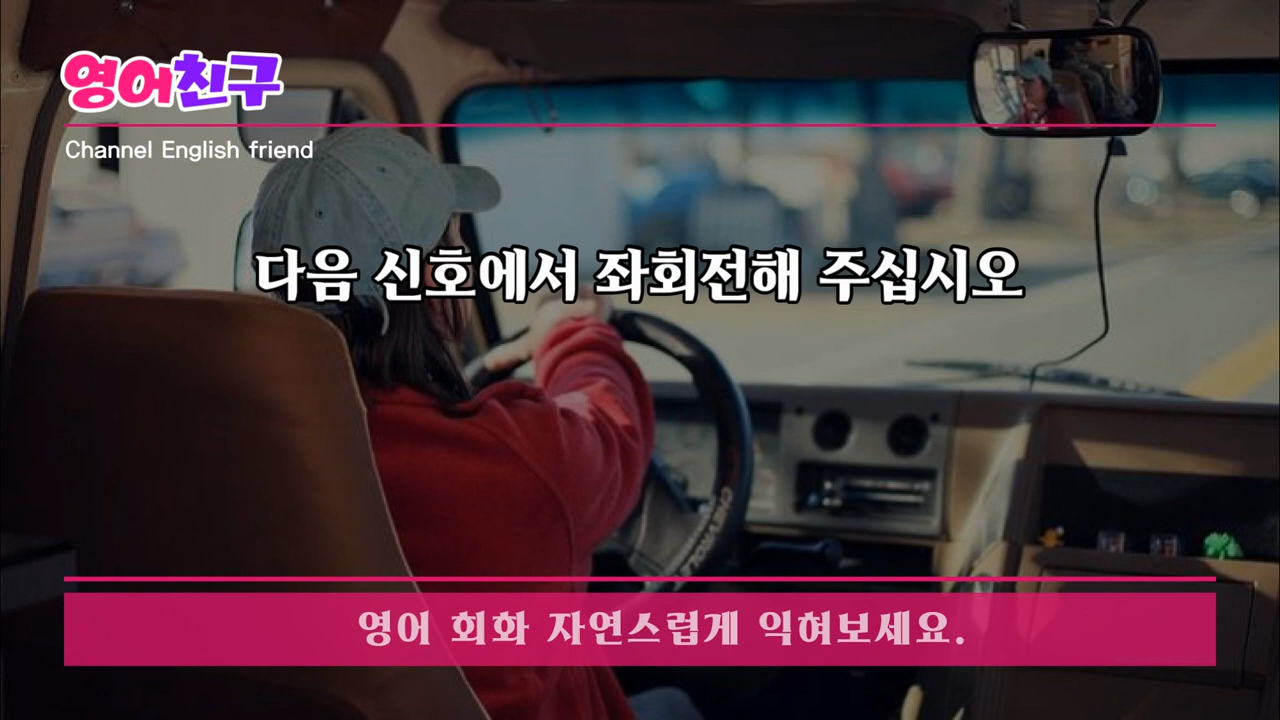 영어친구
Channel English friend
다음 신호에서 좌회전해 주십시오
영어 회화 자연스럽게 익혀보세요.